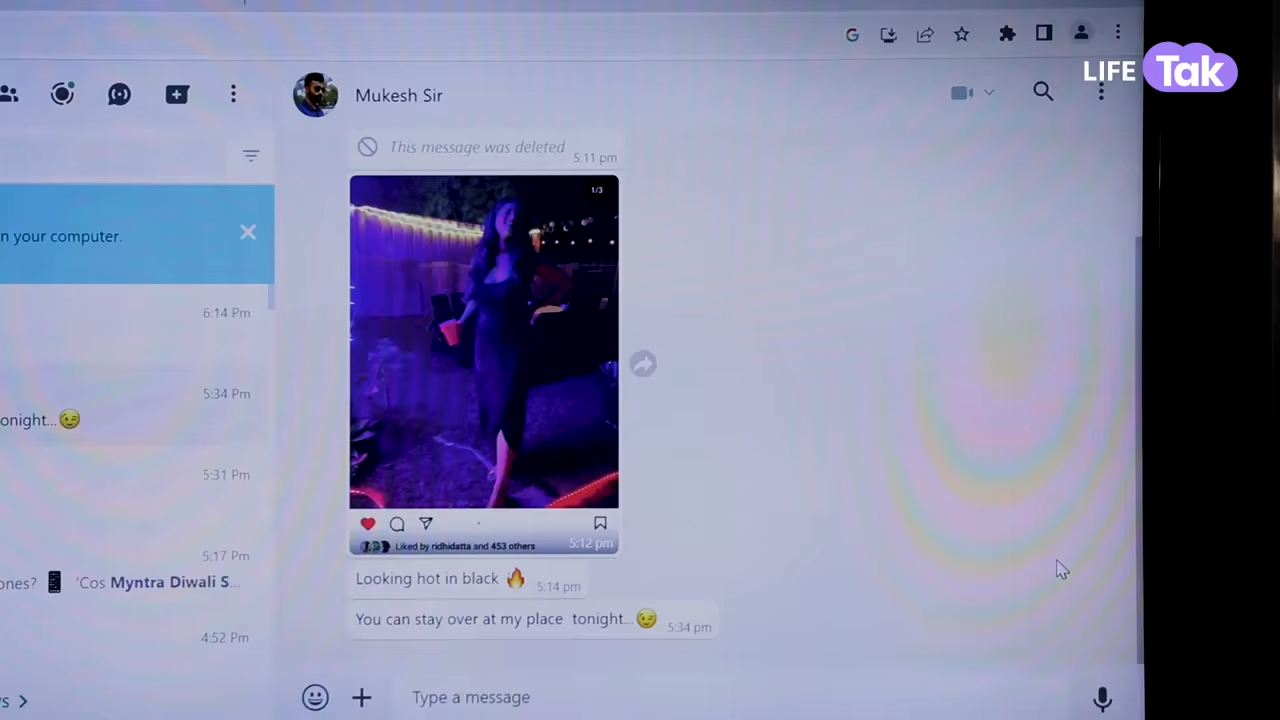 LIFE Tak
Mukesh Sir
This message was deleted
5:11 pm
1/3
n your computer.
6:14 Pm
5:34 Pm
onight...😉
5:31 Pm
5:17 Pm
ones? 📱 'Cos Myntra Diwali S...
4:52 Pm
s >
Liked by ridhidatta and 453 others
5:12 pm
Looking hot in black 🔥 5:14 pm
You can stay over at my place tonight...😉 5:34 pm
Type a message